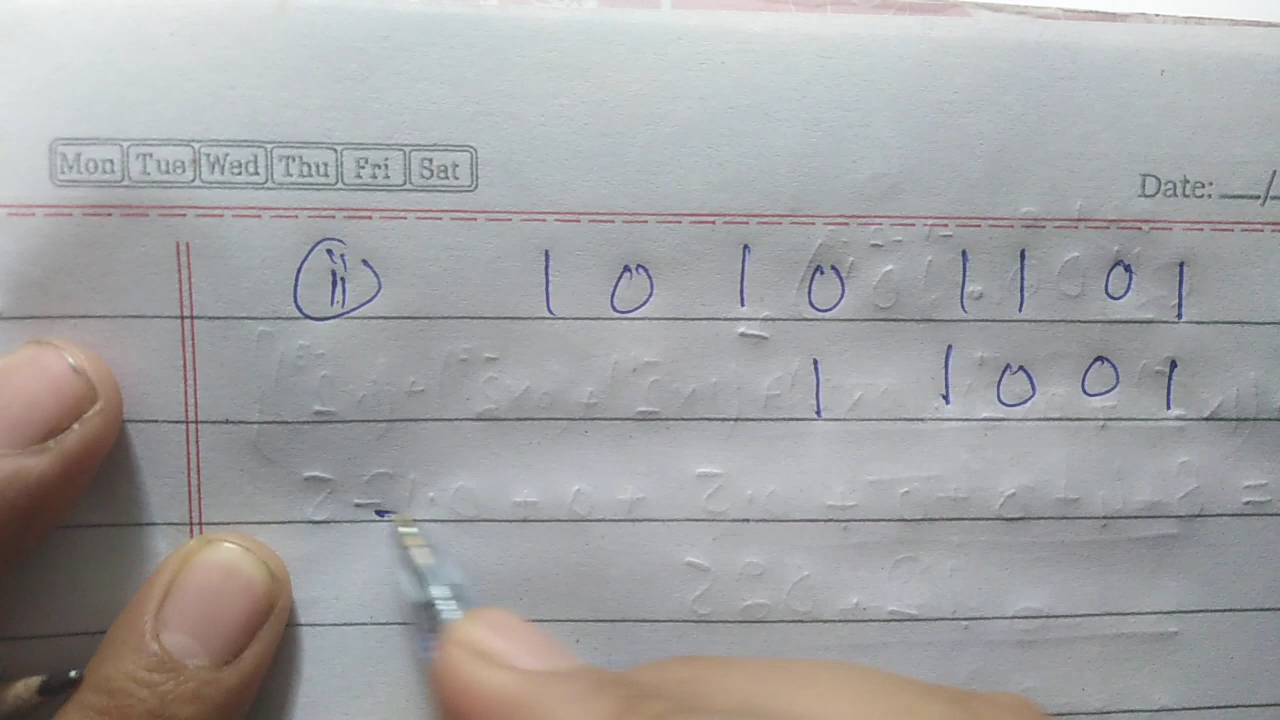 Mon Tue Wed Thu Fri Sat
Date: __/
(ii) 1 0 1 0 1 1 0 1
1 1 0 0 1